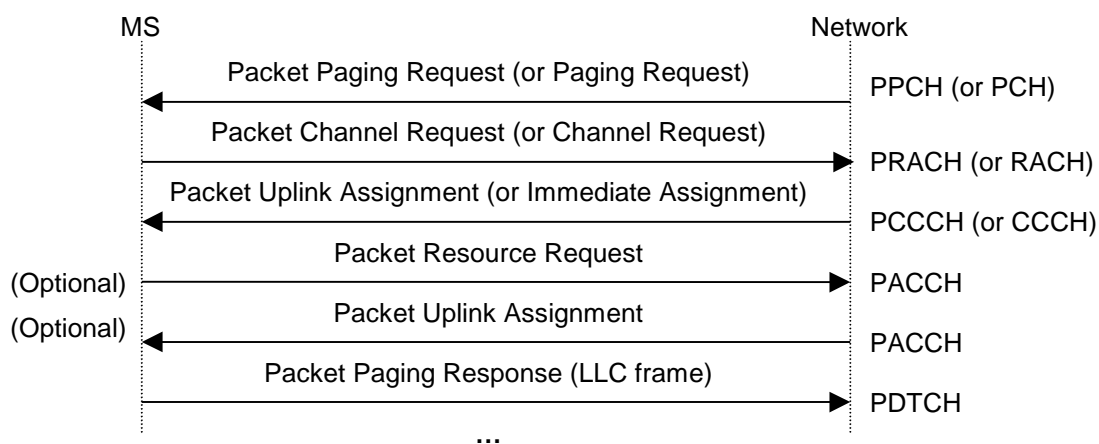 MS Network
Packet Paging Request (or Paging Request)
PPCH (or PCH)
Packet Channel Request (or Channel Request)
PRACH (or RACH)
Packet Uplink Assignment (or Immediate Assignment)
PCCCH (or CCCH)
Packet Resource Request
(Optional) PACCH
Packet Uplink Assignment
(Optional) PACCH
Packet Paging Response (LLC frame)
PDTCH
...